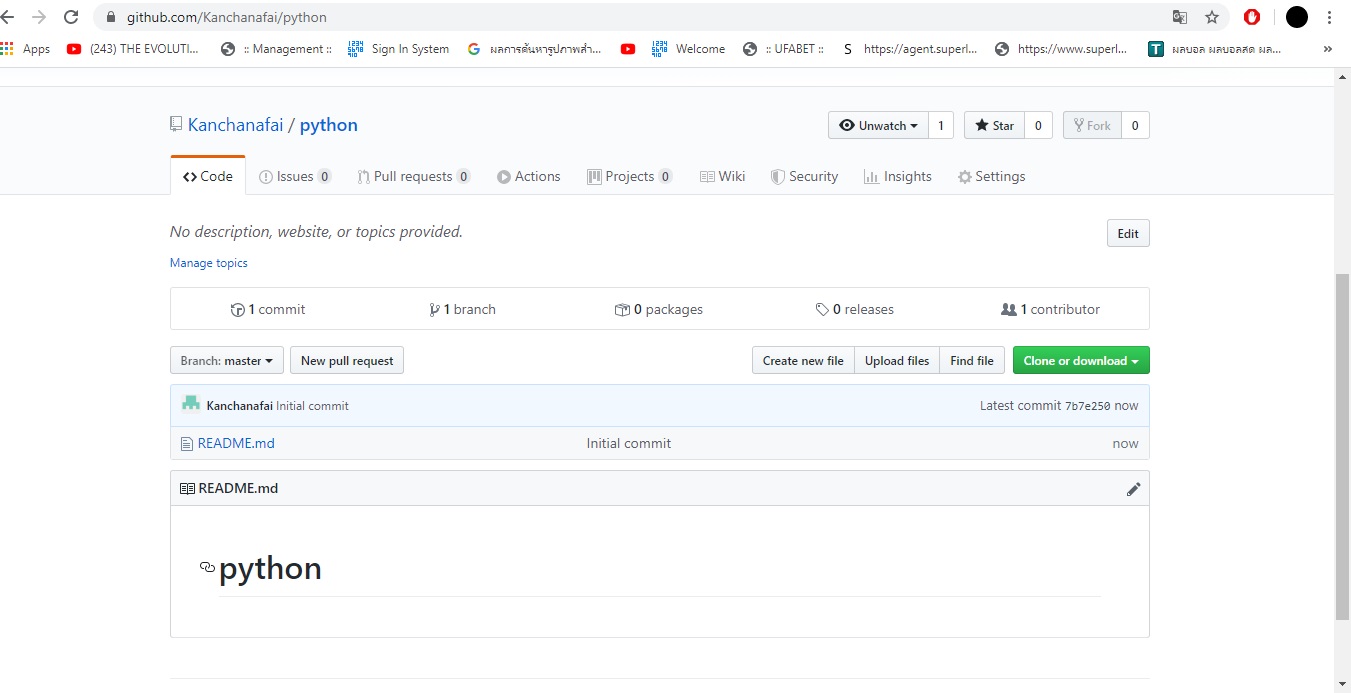 github.com/Kanchanafai/python
Apps (243) THE EVOLUTI... :: Management :: Sign In System ผลการค้นหารูปภาพสำ... Welcome :: UFABET :: S https://agent.superl... https://www.superl... T ผลบอล ผลบอลสด ผล... »
Kanchanafai / python Unwatch 1 Star 0 Fork 0
Code Issues 0 Pull requests 0 Actions Projects 0 Wiki Security Insights Settings
No description, website, or topics provided. Edit
Manage topics
1 commit 1 branch 0 packages 0 releases 1 contributor
Branch: master New pull request Create new file Upload files Find file Clone or download
Kanchanafai Initial commit Latest commit 7b7e250 now
README.md Initial commit now
README.md
python